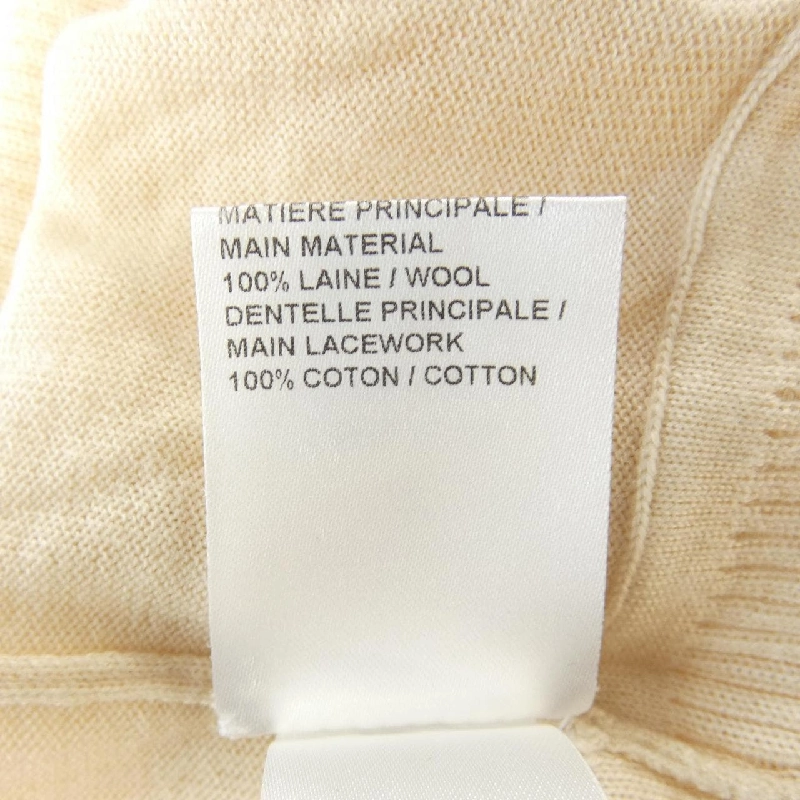 MATIERE PRINCIPALE /
MAIN MATERIAL
100% LAINE / WOOL
DENTELLE PRINCIPALE /
MAIN LACEWORK
100% COTON / COTTON